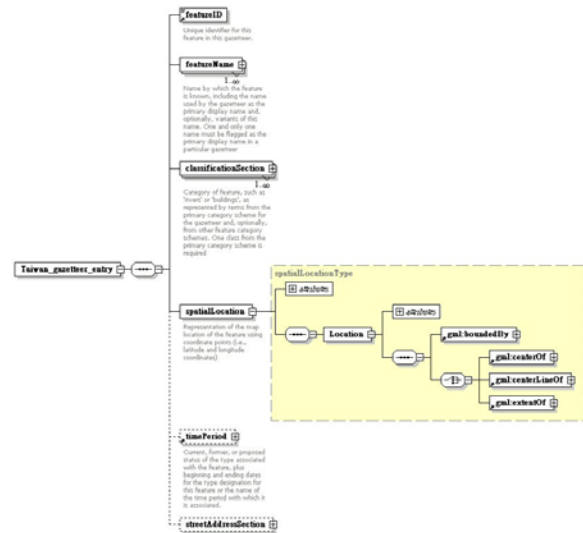 featureID
Unique identifier for this
feature in this gazetteer.
featureName
1..∞
Name by which the feature
is known, including the name
used by the gazetteer as the
primary display name and,
optionally, variants of this
name. One and only one
name must be flagged as the
primary display name in a
particular gazetteer
classificationSection
1..∞
Category of feature, such as
'rivers' or 'buildings', as
represented by terms from the
primary category scheme for
the gazetteer and, optionally,
from other feature category
schemes. One class from the
primary category scheme is
required
Taiwan_gazetteer_entry
spatialLocationType
attributes
spatialLocation
Representation of the map
location of the feature using
coordinate points (i.e.,
latitude and longitude
coordinates)
Location
attributes
gml:boundedBy
gml:centerOf
gml:centerLineOf
gml:extentOf
timePeriod
Current, former, or proposed
status of the type associated
with the feature, plus
beginning and ending dates
for the type designation for
this feature or the name of
the time period with which it
is associated.
streetAddressSection